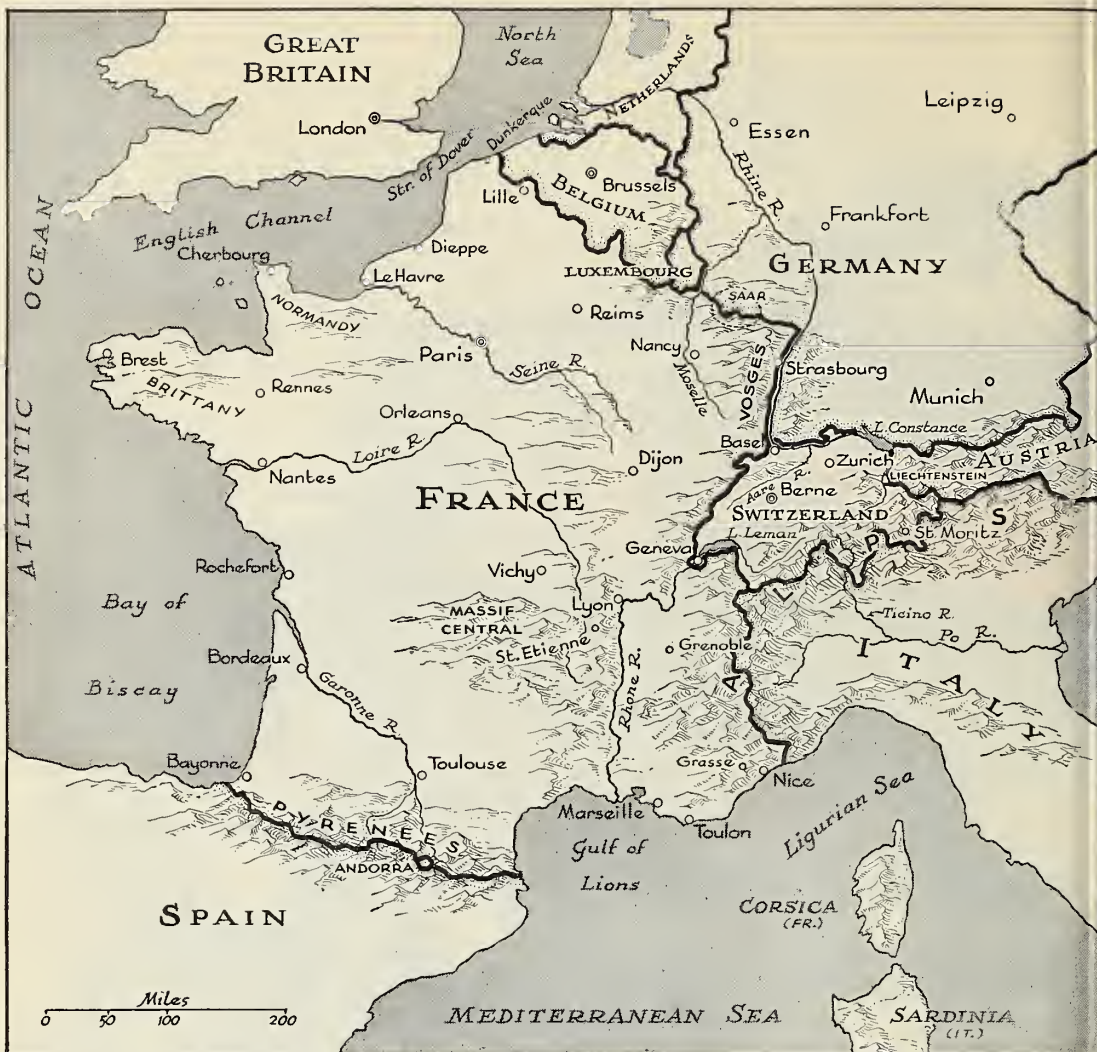 North
Sea
GREAT
BRITAIN
NETHERLANDS
Leipzig
London
Dunkerque
Essen
Str. of Dover
Rhine R.
Lille
Brussels
BELGIUM
Frankfort
ATLANTIC OCEAN
English Channel
Cherbourg
Dieppe
LUXEMBOURG
GERMANY
Le Havre
SAAR
NORMANDY
Reims
Brest
Paris
Nancy
Seine R.
Moselle
VOSGES
Strasbourg
BRITTANY
Rennes
Munich
Orleans
L. Constance
Loire R.
Basel
AUSTRIA
Nantes
Dijon
Zurich
LIECHTENSTEIN
Aare R.
Berne
FRANCE
SWITZERLAND
L. Leman
St. Moritz
Geneva
ALPS
Rochefort
Vichy
Bay of
Biscay
Lyon
MASSIF
CENTRAL
Ticino R.
St. Etienne
Po R.
Grenoble
ITALY
Bordeaux
Rhone R.
Garonne R.
Bayonne
Toulouse
Grasse
Nice
PYRENEES
Marseille
Toulon
Ligurian Sea
Gulf of
Lions
ANDORRA
SPAIN
CORSICA
(FR.)
Miles
0 50 100 200
MEDITERRANEAN SEA
SARDINIA
(IT.)